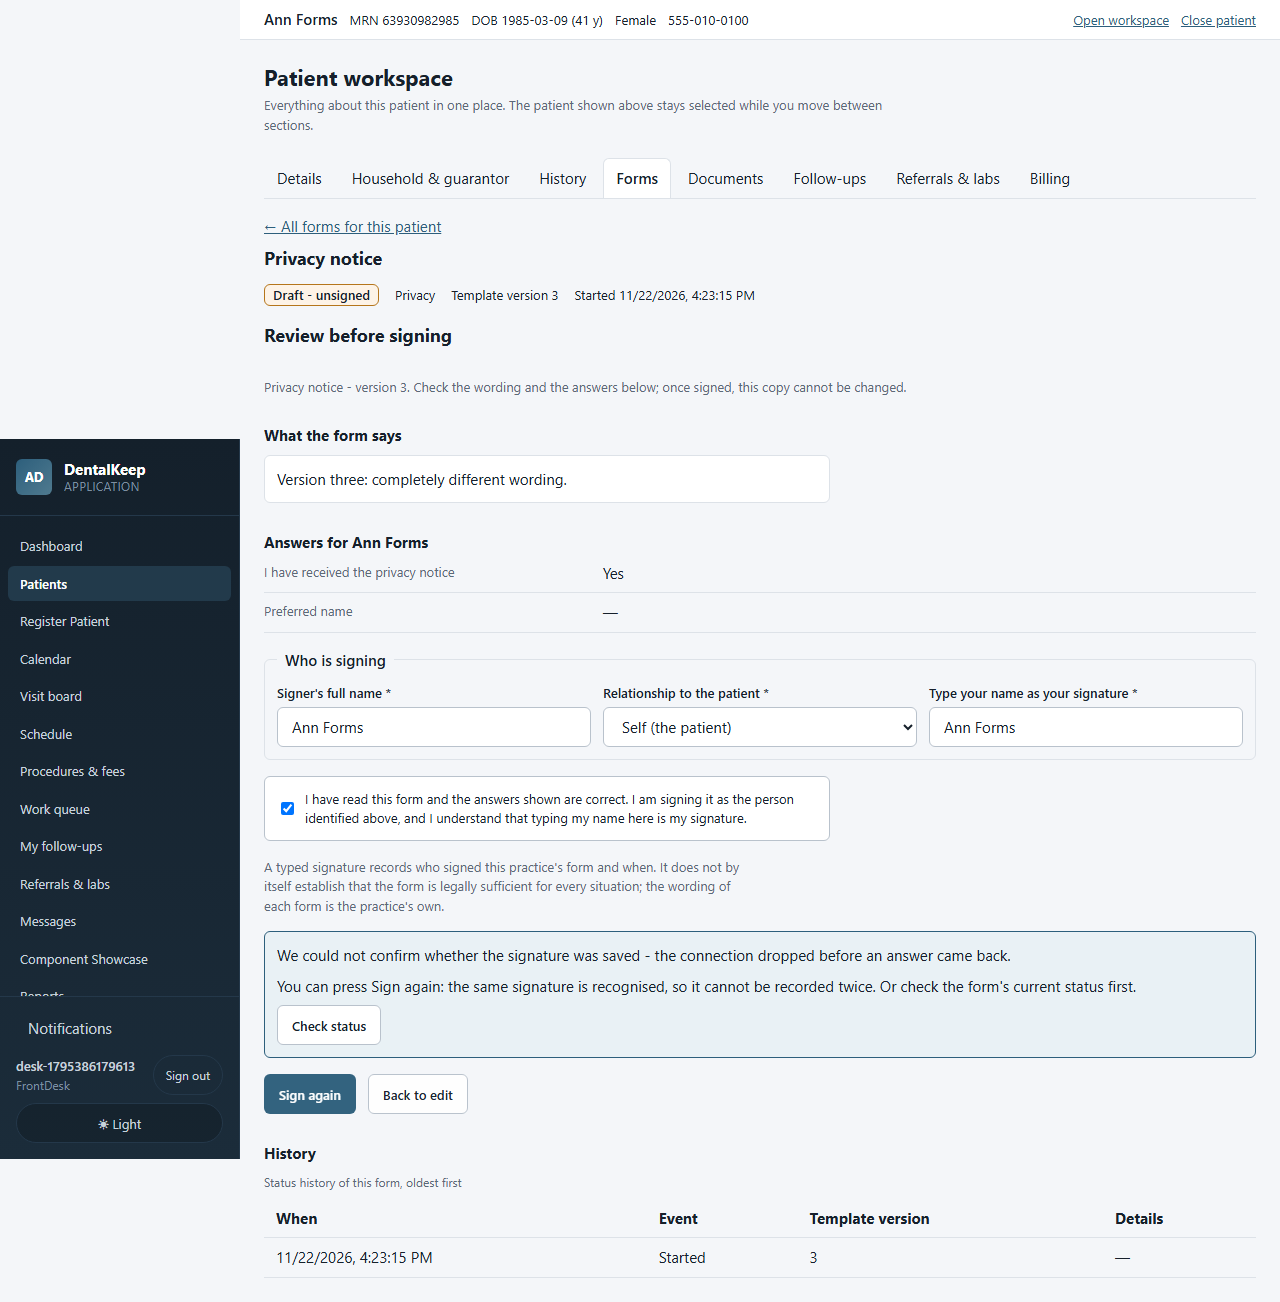 Ann Forms MRN 63930982985 DOB 1985-03-09 (41 y) Female 555-010-0100 Open workspace Close patient
Patient workspace
Everything about this patient in one place. The patient shown above stays selected while you move between
sections.
Details Household & guarantor History Forms Documents Follow-ups Referrals & labs Billing
← All forms for this patient
Privacy notice
Draft - unsigned Privacy Template version 3 Started 11/22/2026, 4:23:15 PM
Review before signing
Privacy notice - version 3. Check the wording and the answers below; once signed, this copy cannot be changed.
What the form says
Version three: completely different wording.
Answers for Ann Forms
I have received the privacy notice Yes
Preferred name —
Who is signing
Signer's full name * Relationship to the patient * Type your name as your signature *
Ann Forms Self (the patient) Ann Forms
I have read this form and the answers shown are correct. I am signing it as the person
identified above, and I understand that typing my name here is my signature.
A typed signature records who signed this practice's form and when. It does not by
itself establish that the form is legally sufficient for every situation; the wording of
each form is the practice's own.
We could not confirm whether the signature was saved - the connection dropped before an answer came back.
You can press Sign again: the same signature is recognised, so it cannot be recorded twice. Or check the form's current status first.
Check status
Sign again Back to edit
History
Status history of this form, oldest first
When Event Template version Details
11/22/2026, 4:23:15 PM Started 3 —
AD DentalKeep
APPLICATION
Dashboard
Patients
Register Patient
Calendar
Visit board
Schedule
Procedures & fees
Work queue
My follow-ups
Referrals & labs
Messages
Component Showcase
Reports
Notifications
desk-1795386179613
FrontDesk
Sign out
☀ Light